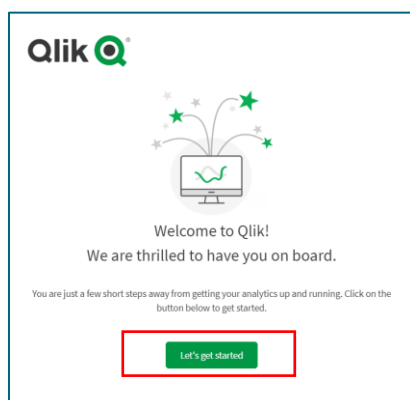 Qlik
Welcome to Qlik!
We are thrilled to have you on board.
You are just a few short steps away from getting your analytics up and running. Click on the
button below to get started.
Let's get started